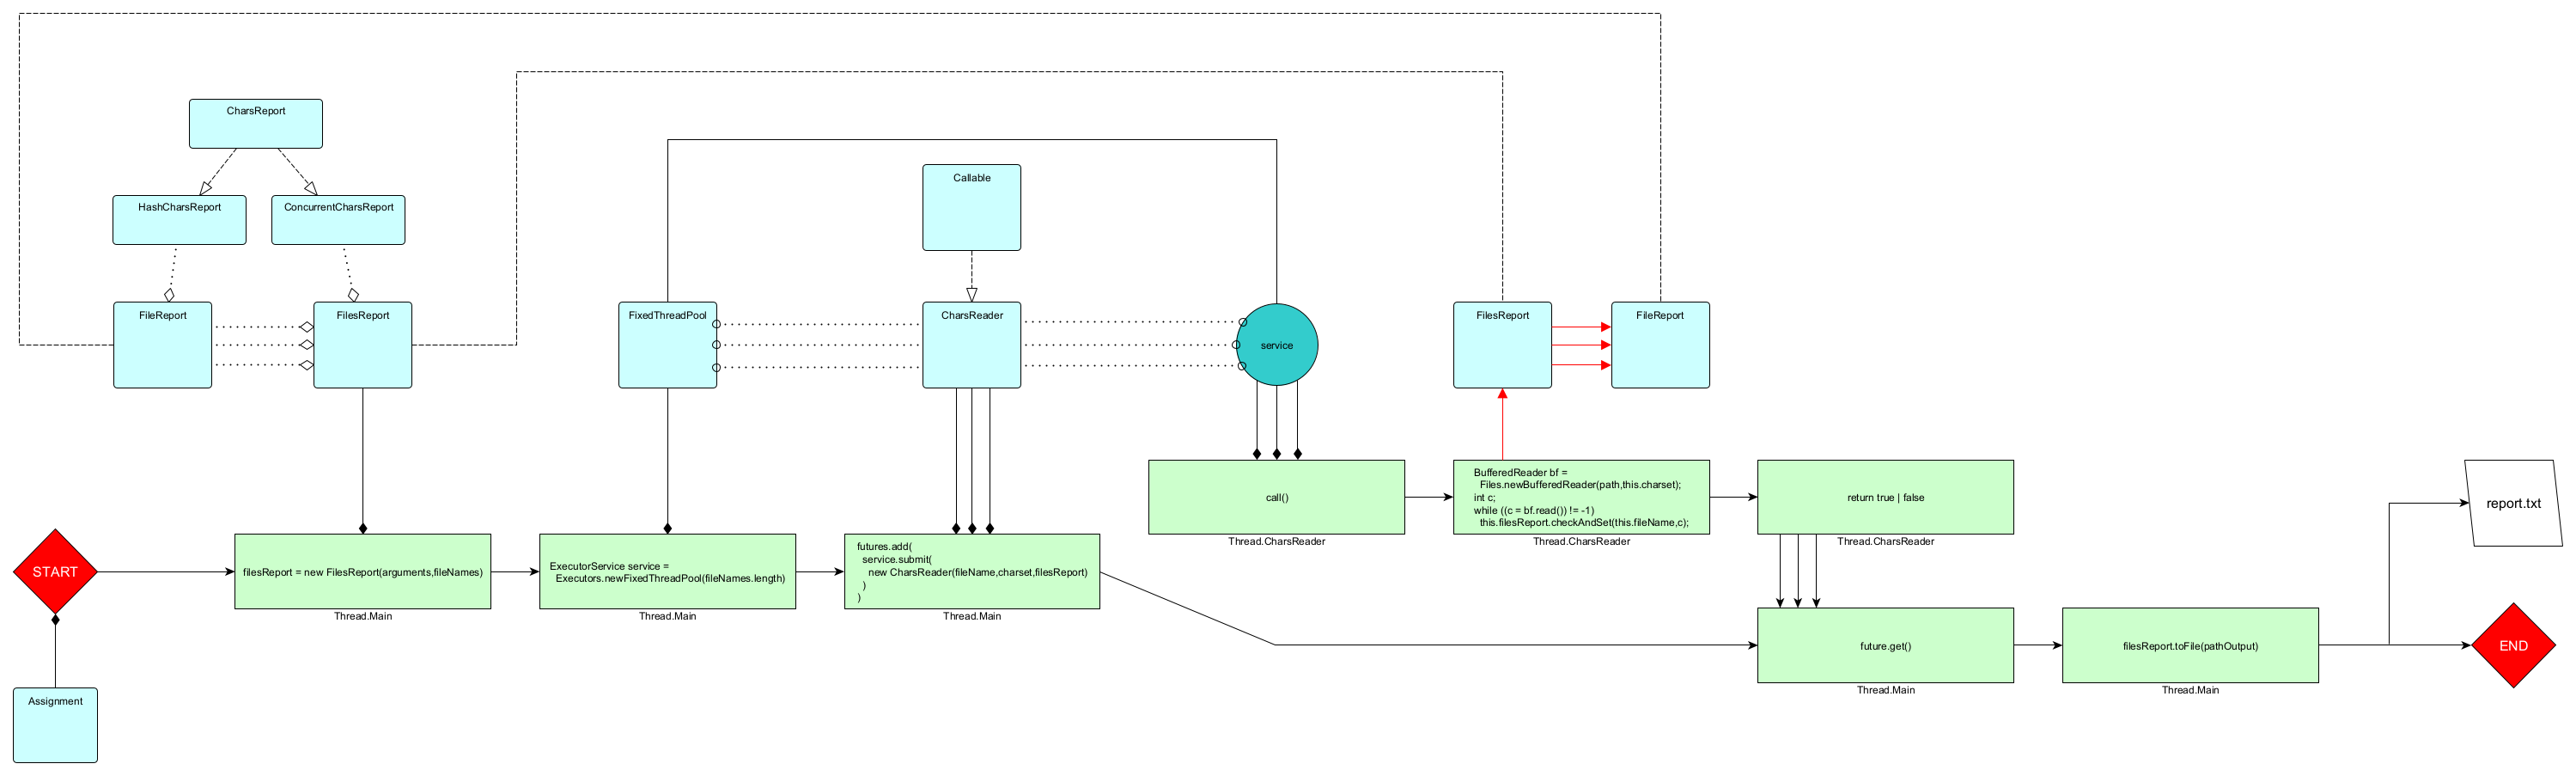 CharsReport
HashCharsReport
ConcurrentCharsReport
Callable
FileReport
FilesReport
FixedThreadPool
CharsReader
service
FilesReport
FileReport
call()
Thread.CharsReader
BufferedReader bf =
Files.newBufferedReader(path,this.charset);
int c;
while ((c = bf.read()) != -1)
this.filesReport.checkAndSet(this.fileName,c);
Thread.CharsReader
return true | false
Thread.CharsReader
report.txt
START
filesReport = new FilesReport(arguments,fileNames)
Thread.Main
ExecutorService service =
Executors.newFixedThreadPool(fileNames.length)
Thread.Main
futures.add(
service.submit(
new CharsReader(fileName,charset,filesReport)
)
)
Thread.Main
future.get()
Thread.Main
filesReport.toFile(pathOutput)
Thread.Main
END
Assignment